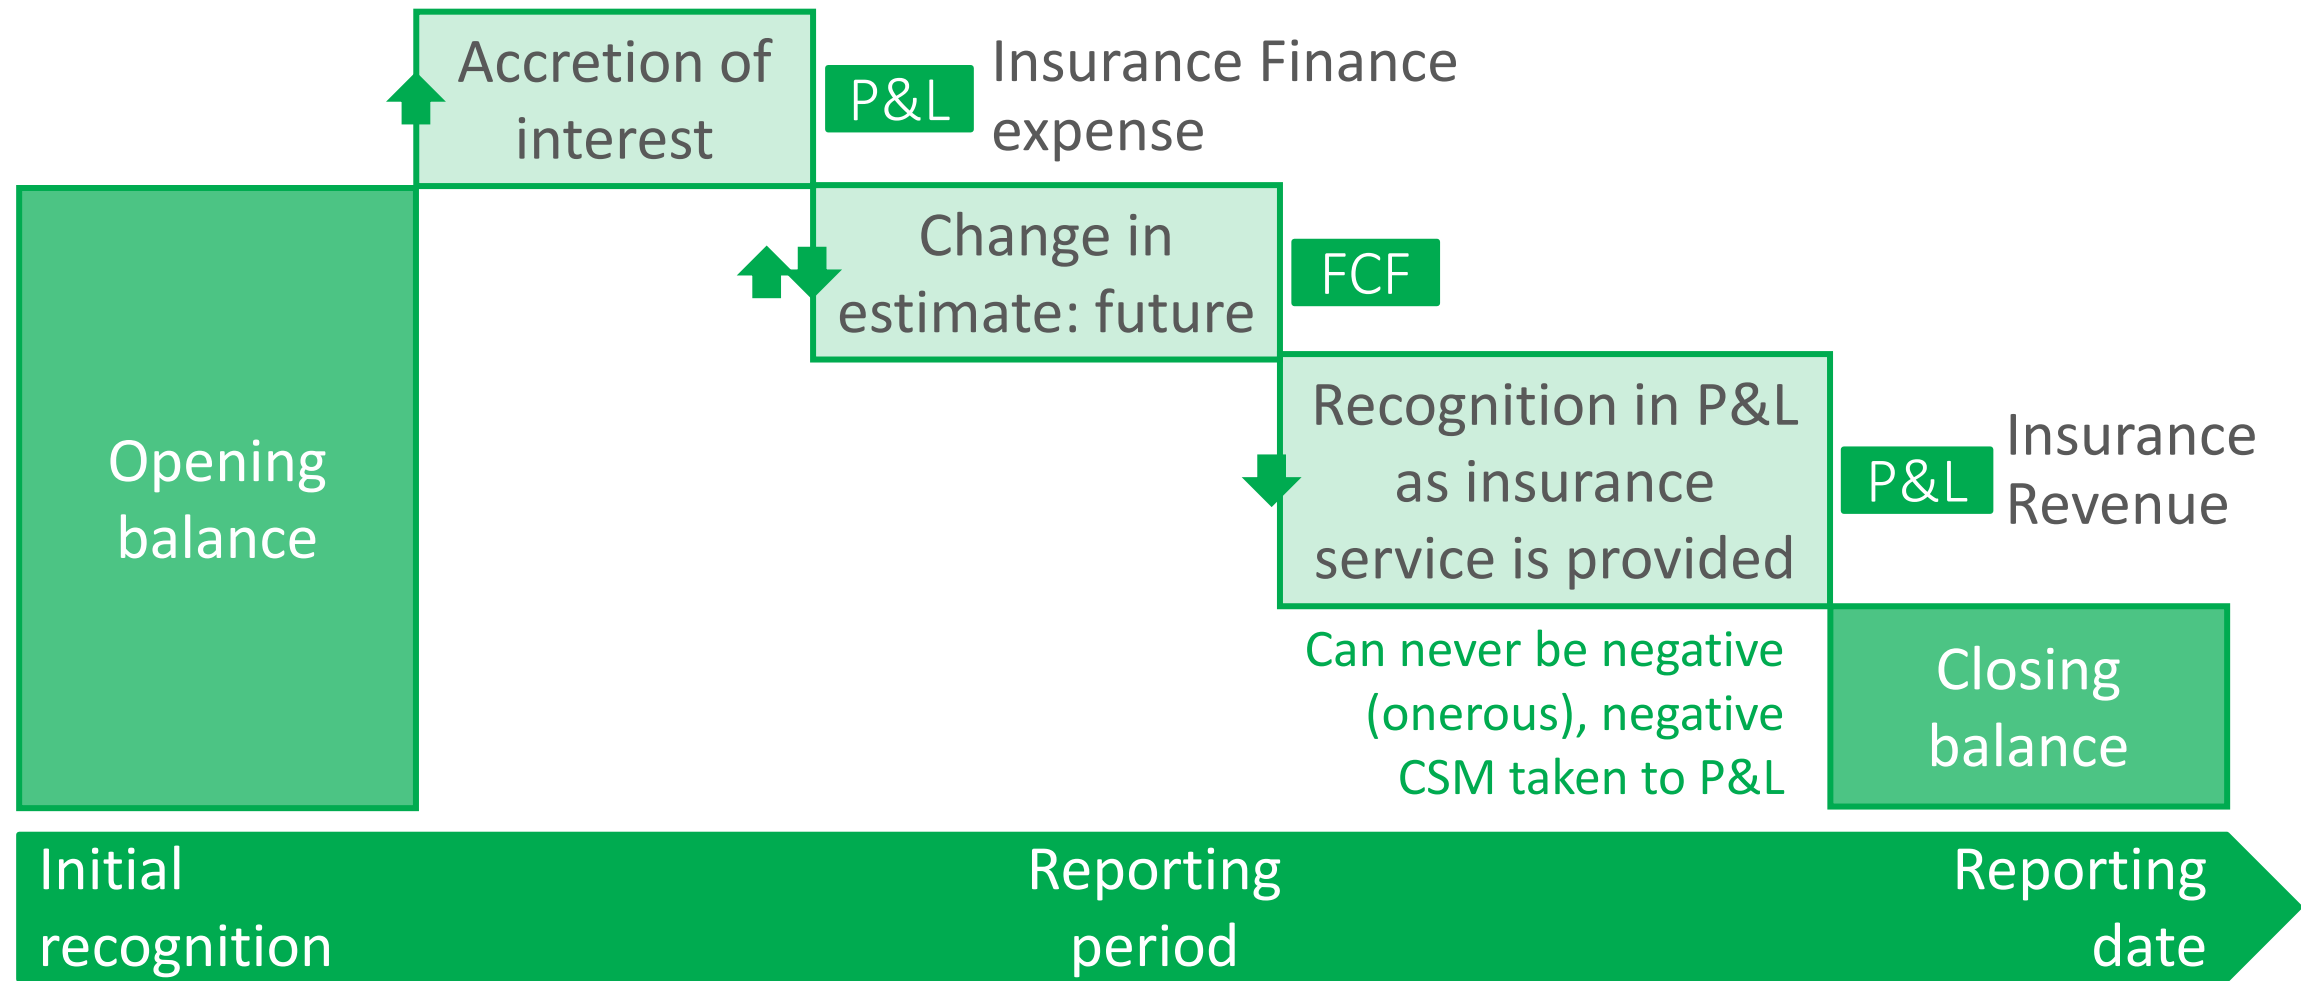 Accretion of
interest
P&L
Insurance Finance
expense
Change in
estimate: future
FCF
Opening
balance
Recognition in P&L
as insurance
service is provided
P&L
Insurance
Revenue
Can never be negative
(onerous), negative
CSM taken to P&L
Closing
balance
Initial
recognition
Reporting
period
Reporting
date